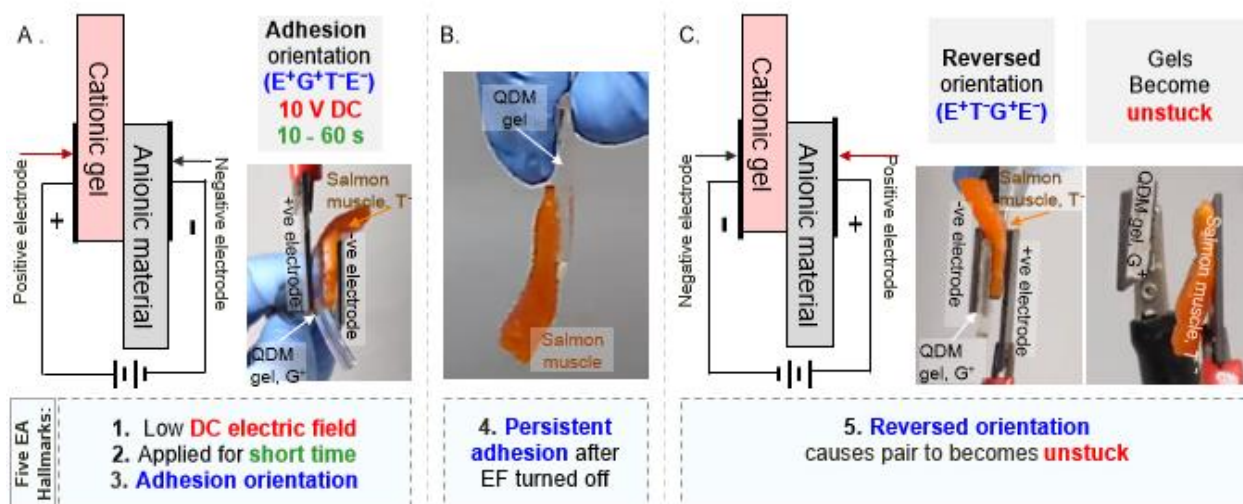 A.
Cationic gel
Anionic material
Positive electrode
Negative electrode
+
-
Adhesion
orientation
(E⁺G⁺T⁻E⁻)
10 V DC
10 - 60 s
Salmon
muscle, T⁻
+ve electrode
-ve electrode
QDM
gel, G⁺
B.
QDM
gel
Salmon
muscle
C.
Cationic gel
Anionic material
Negative electrode
Positive electrode
-
+
Reversed
orientation
(E⁺T⁻G⁺E⁻)
Salmon
muscle, T⁻
-ve electrode
+ve electrode
QDM
gel, G⁺
Gels
Become
unstuck
QDM gel, G⁺
Salmon muscle, T⁻
Five EA
Hallmarks:
1. Low DC electric field
2. Applied for short time
3. Adhesion orientation
4. Persistent
adhesion after
EF turned off
5. Reversed orientation
causes pair to becomes unstuck